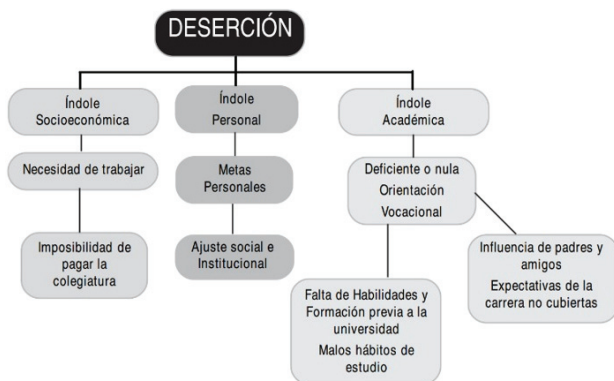 DESERCIÓN
Índole
Socioeconómica
Índole
Personal
Índole
Académica
Necesidad de trabajar
Metas
Personales
Deficiente o nula
Orientación
Vocacional
Imposibilidad de
pagar la
colegiatura
Ajuste social e
Institucional
Influencia de padres y
amigos
Expectativas de la
carrera no cubiertas
Falta de Habilidades y
Formación previa a la
universidad
Malos hábitos de
estudio